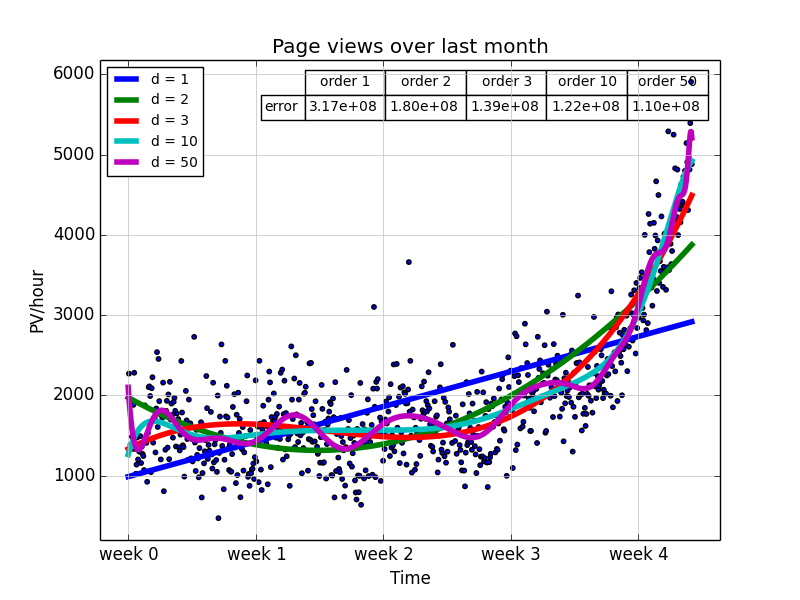 Page views over last month
6000
5000
4000
3000
2000
1000
PV/hour
d = 1
d = 2
d = 3
d = 10
d = 50
order 1 order 2 order 3 order 10 order 50
error 3.17e+08 1.80e+08 1.39e+08 1.22e+08 1.10e+08
week 0 week 1 week 2 week 3 week 4
Time